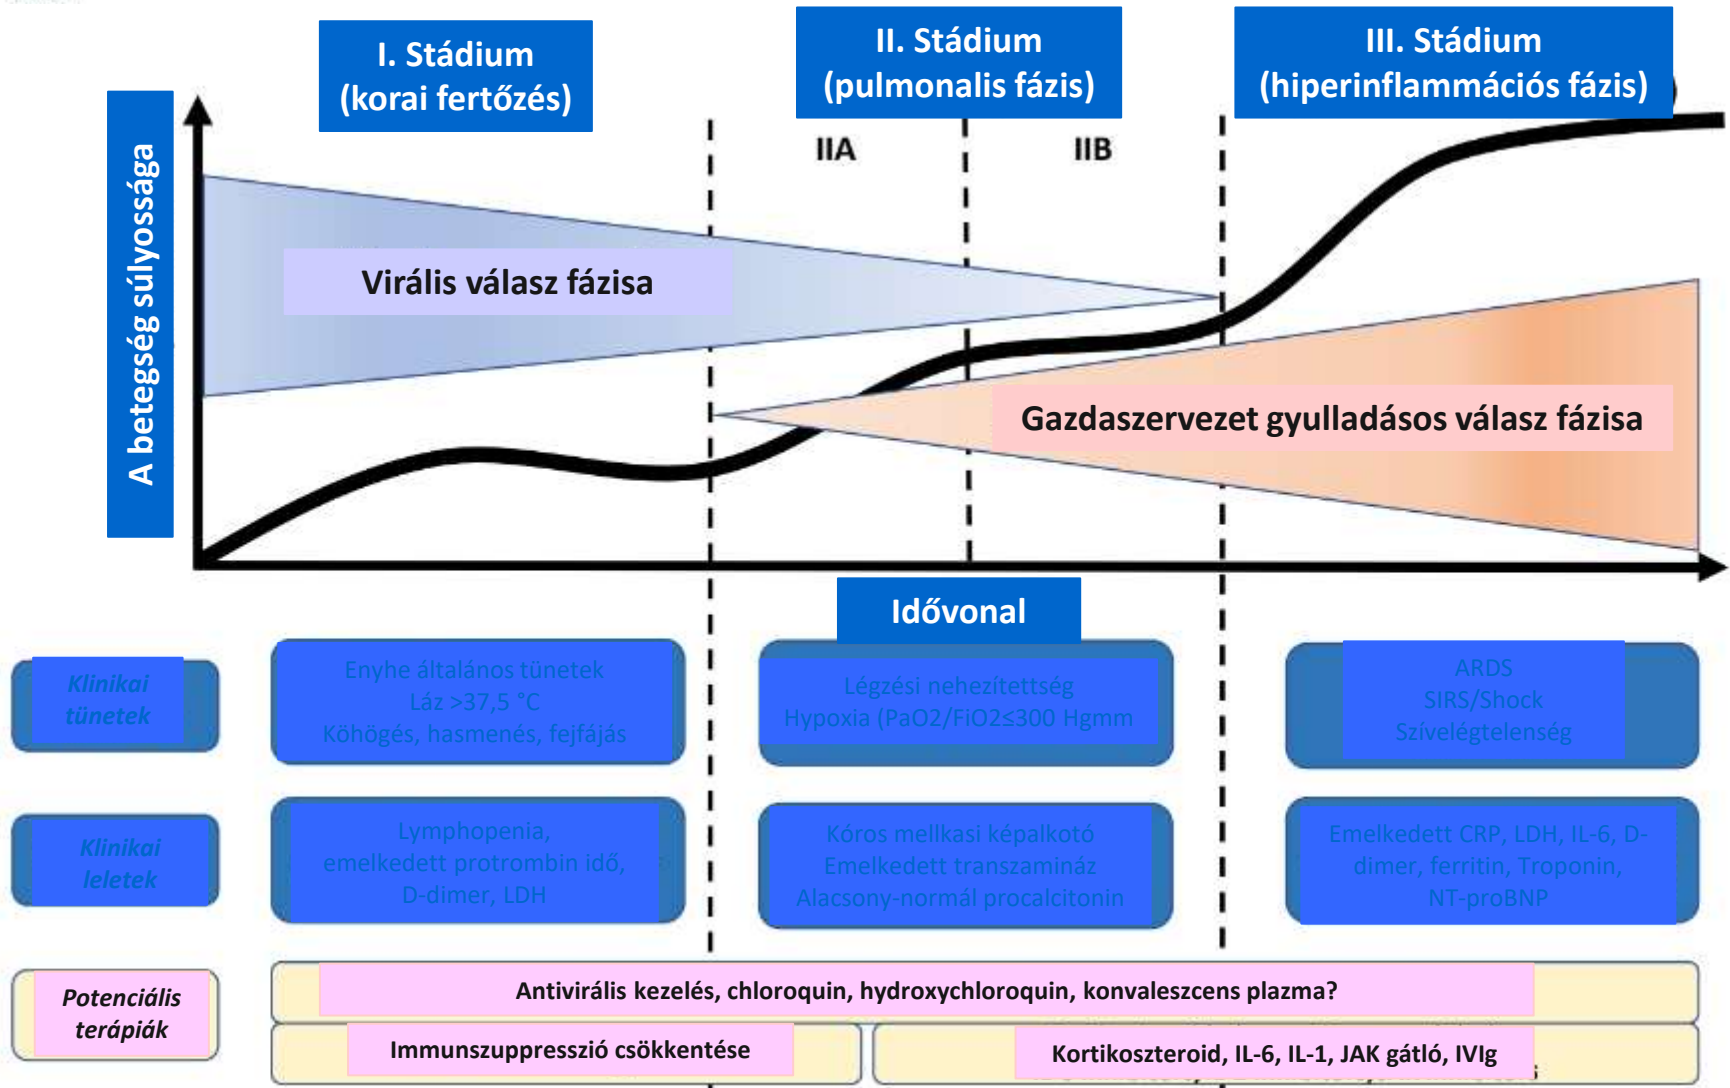 I. Stádium
(korai fertőzés)
II. Stádium
(pulmonalis fázis)
III. Stádium
(hiperinflammációs fázis)
IIA
IIB
A betegség súlyossága
Virális válasz fázisa
Gazdaszervezet gyulladásos válasz fázisa
Idővonal
Klinikai
tünetek
Enyhe általános tünetek
Láz >37,5 °C
Köhögés, hasmenés, fejfájás
Légzési nehezítettség
Hypoxia (PaO2/FiO2≤300 Hgmm
ARDS
SIRS/Shock
Szívelégtelenség
Klinikai
leletek
Lymphopenia,
emelkedett protrombin idő,
D-dimer, LDH
Kóros mellkasi képalkotó
Emelkedett transzamináz
Alacsony-normál procalcitonin
Emelkedett CRP, LDH, IL-6, D-
dimer, ferritin, Troponin,
NT-proBNP
Potenciális
terápiák
Antivirális kezelés, chloroquin, hydroxychloroquin, konvaleszcens plazma?
Immunszuppresszió csökkentése
Kortikoszteroid, IL-6, IL-1, JAK gátló, IVIg